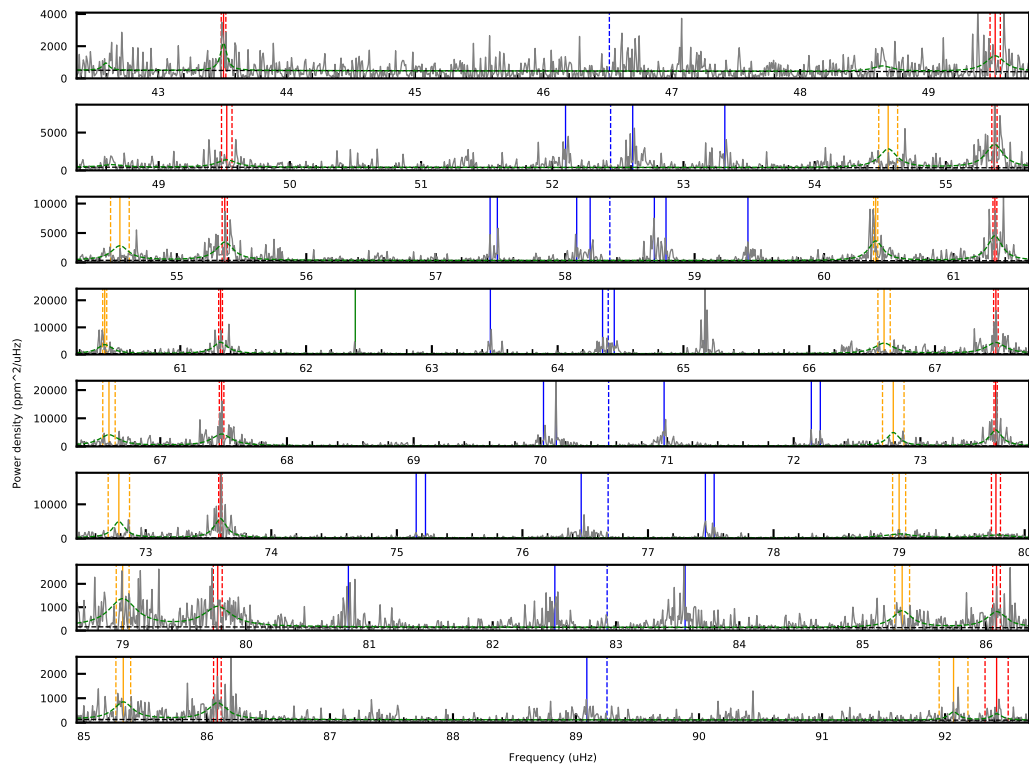 4000
2000
0
43 44 45 46 47 48 49
5000
0
49 50 51 52 53 54 55
10000
5000
0
55 56 57 58 59 60 61
20000
10000
0
61 62 63 64 65 66 67
Power density (ppm^2/uHz)
20000
10000
0
67 68 69 70 71 72 73
10000
0
73 74 75 76 77 78 79 80
2000
1000
0
79 80 81 82 83 84 85 86
2000
1000
0
85 86 87 88 89 90 91 92
Frequency (uHz)